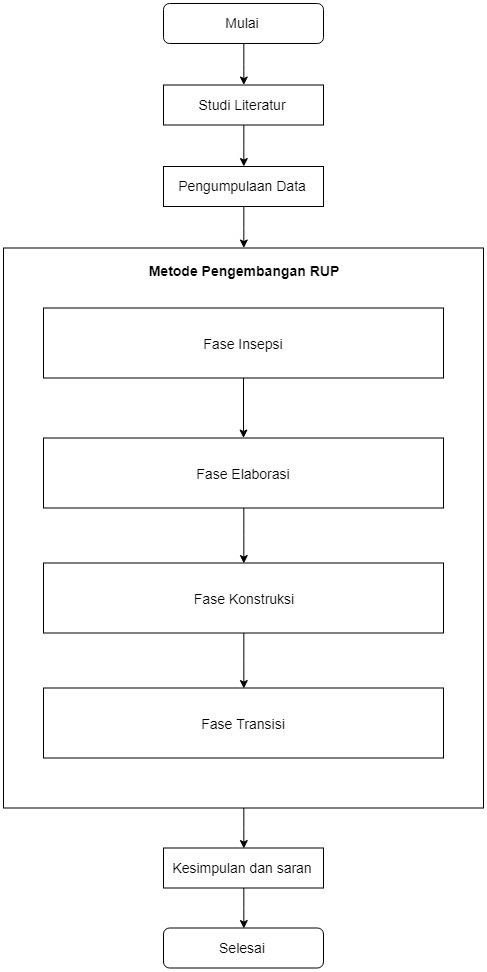 Mulai
Studi Literatur
Pengumpulaan Data
Metode Pengembangan RUP
Fase Insepsi
Fase Elaborasi
Fase Konstruksi
Fase Transisi
Kesimpulan dan saran
Selesai